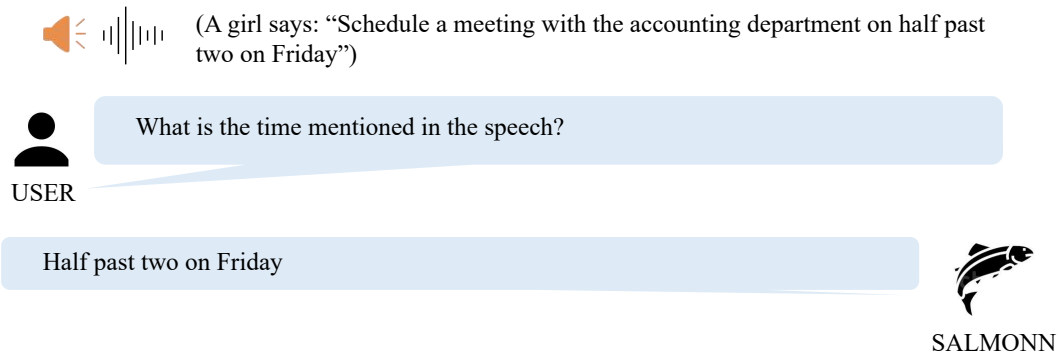 (A girl says: “Schedule a meeting with the accounting department on half past
two on Friday”)
What is the time mentioned in the speech?
USER
Half past two on Friday
SALMONN